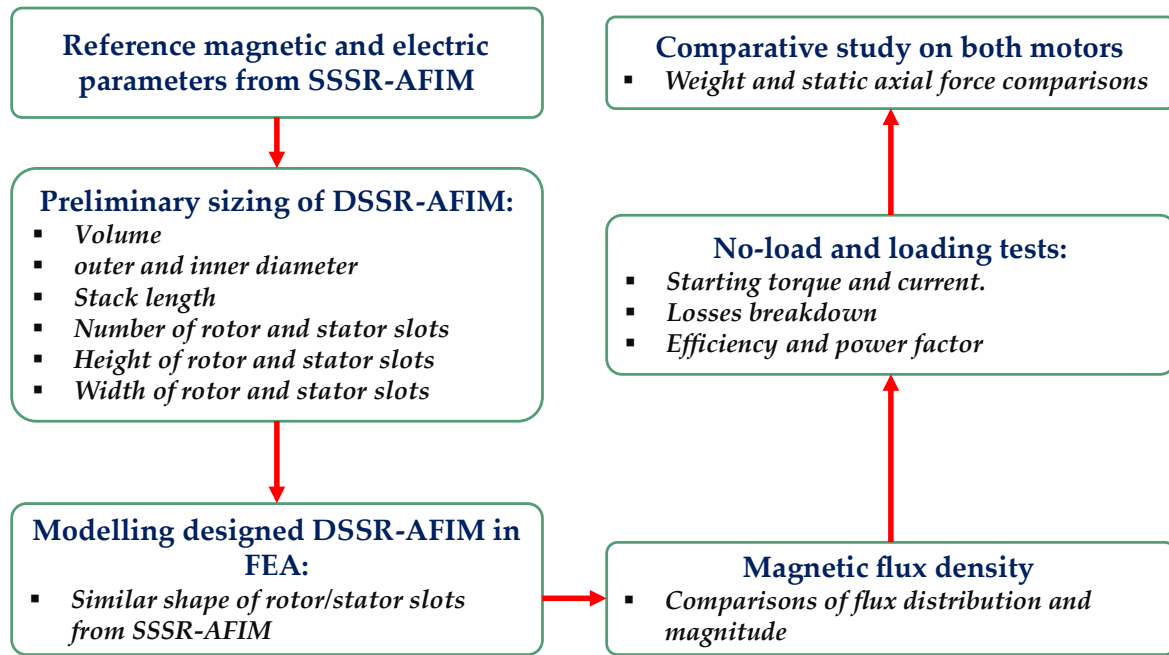 Reference magnetic and electric
parameters from SSSR-AFIM
Preliminary sizing of DSSR-AFIM:
▪ Volume
▪ outer and inner diameter
▪ Stack length
▪ Number of rotor and stator slots
▪ Height of rotor and stator slots
▪ Width of rotor and stator slots
Modelling designed DSSR-AFIM in
FEA:
▪ Similar shape of rotor/stator slots
from SSSR-AFIM
Magnetic flux density
▪ Comparisons of flux distribution and
magnitude
No-load and loading tests:
▪ Starting torque and current.
▪ Losses breakdown
▪ Efficiency and power factor
Comparative study on both motors
▪ Weight and static axial force comparisons